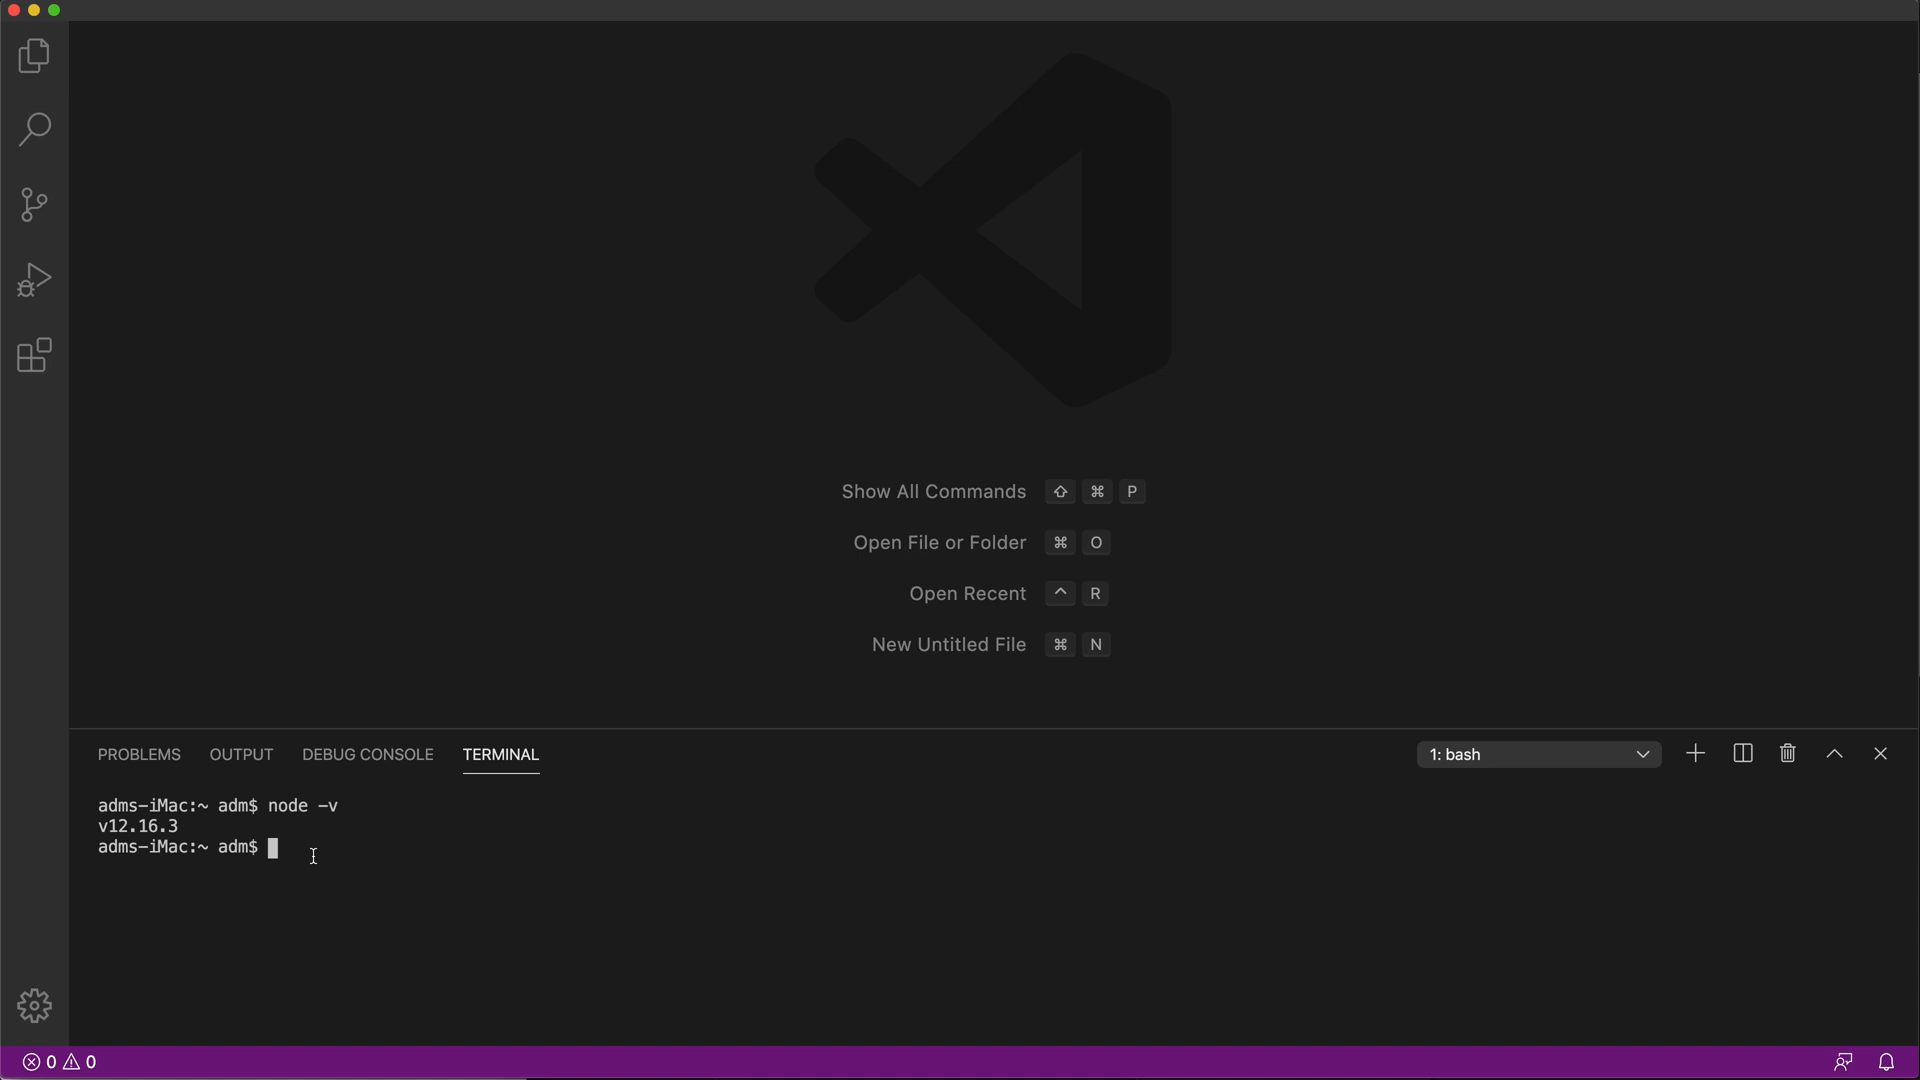 Show All Commands ⇧ ⌘ P
Open File or Folder ⌘ O
Open Recent ^ R
New Untitled File ⌘ N
PROBLEMS OUTPUT DEBUG CONSOLE TERMINAL 1: bash
adms-iMac:~ adm$ node -v
v12.16.3
adms-iMac:~ adm$
0 0